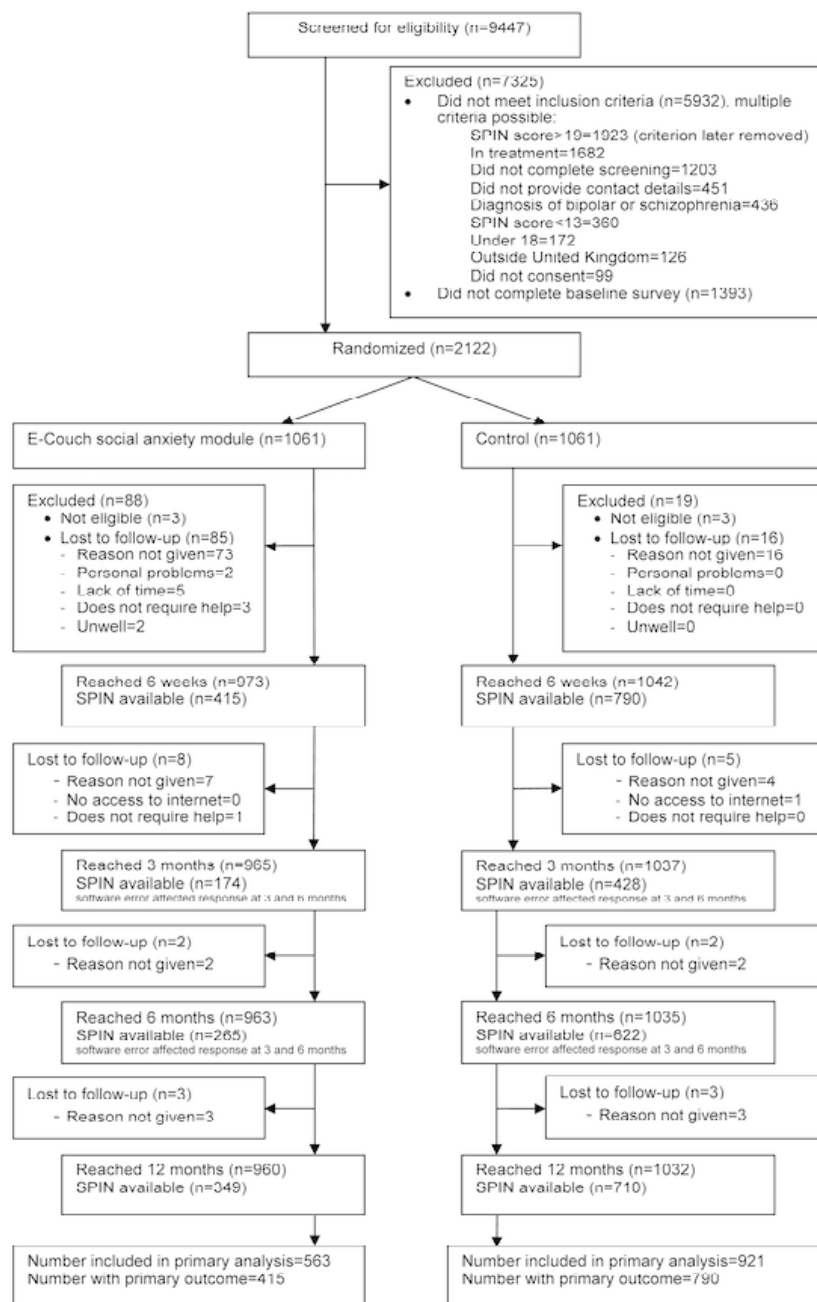 Screened for eligibility (n=9447)
Excluded (n=7325)
• Did not meet inclusion criteria (n=5932), multiple
criteria possible:
SPIN score>19=1923 (criterion later removed)
In treatment=1682
Did not complete screening=1203
Did not provide contact details=451
Diagnosis of bipolar or schizophrenia=436
SPIN score<13=360
Under 18=172
Outside United Kingdom=126
Did not consent=99
• Did not complete baseline survey (n=1393)
Randomized (n=2122)
E-Couch social anxiety module (n=1061)
Control (n=1061)
Excluded (n=88)
• Not eligible (n=3)
• Lost to follow-up (n=85)
- Reason not given=73
- Personal problems=2
- Lack of time=5
- Does not require help=3
- Unwell=2
Excluded (n=19)
• Not eligible (n=3)
• Lost to follow-up (n=16)
- Reason not given=16
- Personal problems=0
- Lack of time=0
- Does not require help=0
- Unwell=0
Reached 6 weeks (n=973)
SPIN available (n=415)
Reached 6 weeks (n=1042)
SPIN available (n=790)
Lost to follow-up (n=8)
- Reason not given=7
- No access to internet=0
- Does not require help=1
Lost to follow-up (n=5)
- Reason not given=4
- No access to internet=1
- Does not require help=0
Reached 3 months (n=965)
SPIN available (n=174)
software error affected response at 3 and 6 months
Reached 3 months (n=1037)
SPIN available (n=428)
software error affected response at 3 and 6 months
Lost to follow-up (n=2)
- Reason not given=2
Lost to follow-up (n=2)
- Reason not given=2
Reached 6 months (n=963)
SPIN available (n=265)
software error affected response at 3 and 6 months
Reached 6 months (n=1035)
SPIN available (n=622)
software error affected response at 3 and 6 months
Lost to follow-up (n=3)
- Reason not given=3
Lost to follow-up (n=3)
- Reason not given=3
Reached 12 months (n=960)
SPIN available (n=349)
Reached 12 months (n=1032)
SPIN available (n=710)
Number included in primary analysis=563
Number with primary outcome=415
Number included in primary analysis=921
Number with primary outcome=790